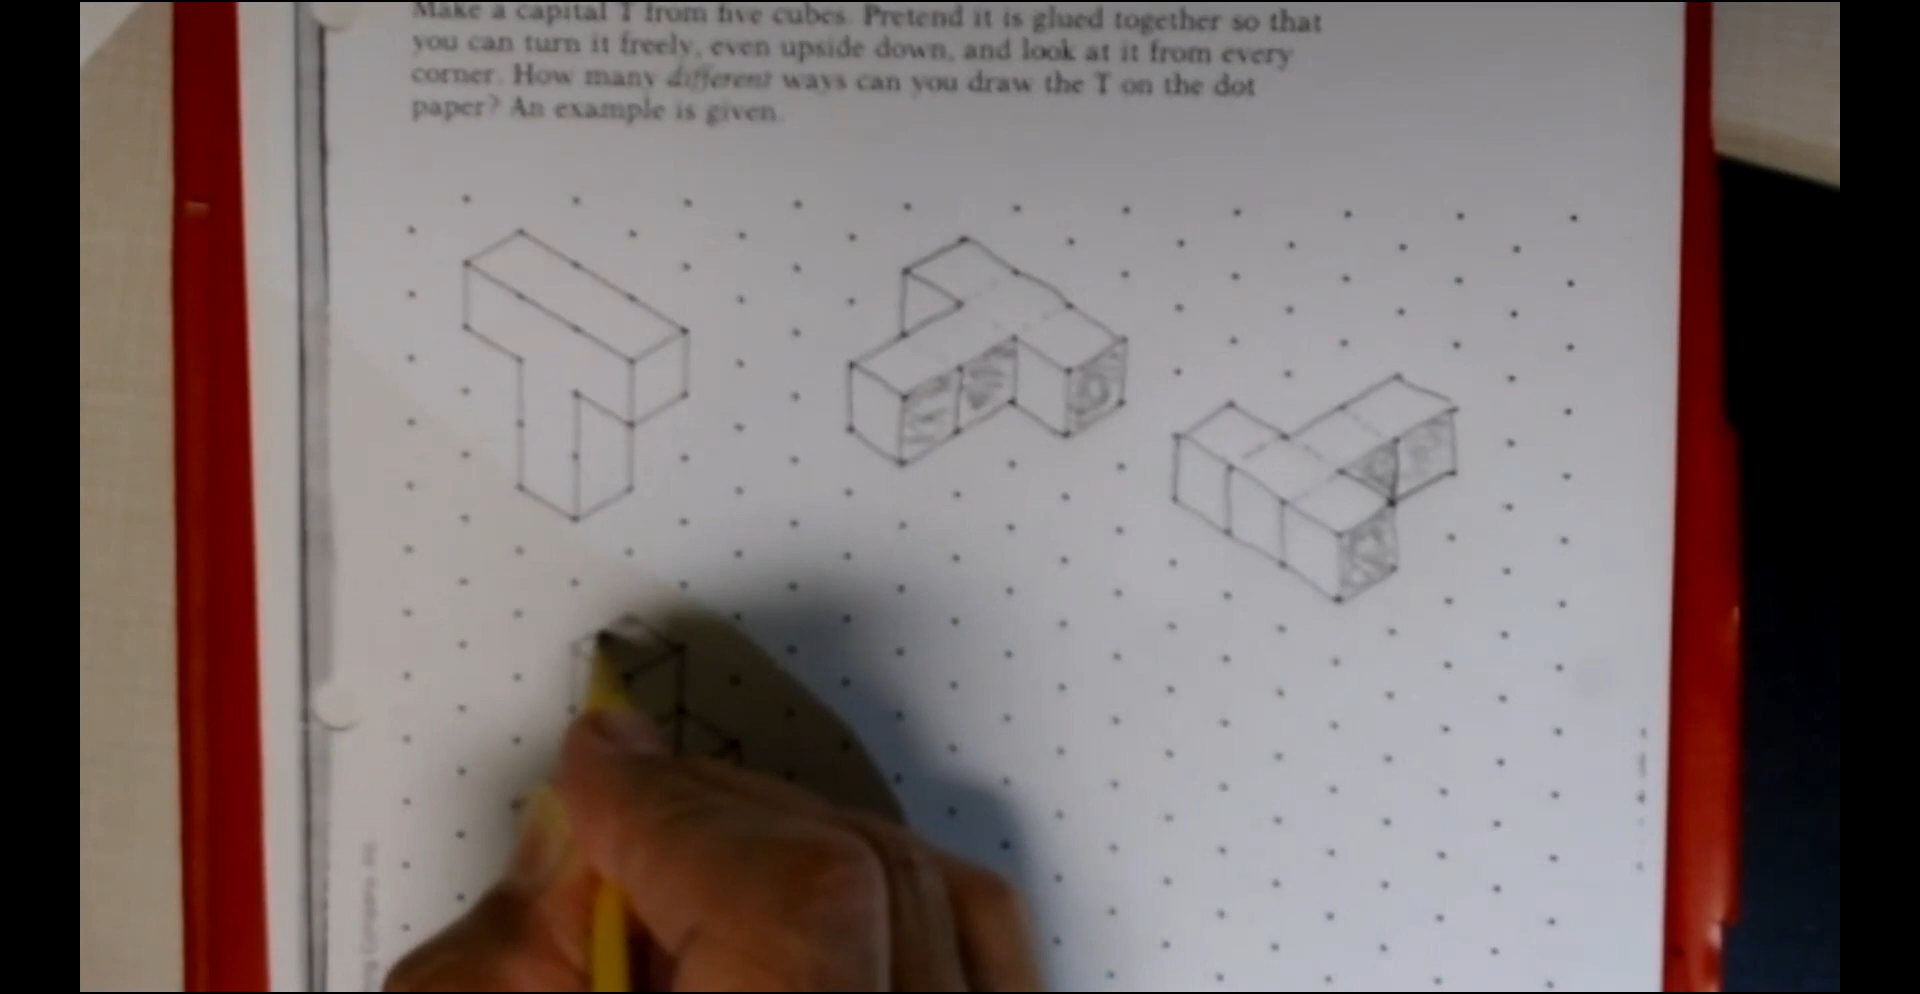 Make a capital T from five cubes. Pretend it is glued together so that
you can turn it freely, even upside down, and look at it from every
corner. How many different ways can you draw the T on the dot
paper? An example is given.
Company, Inc.